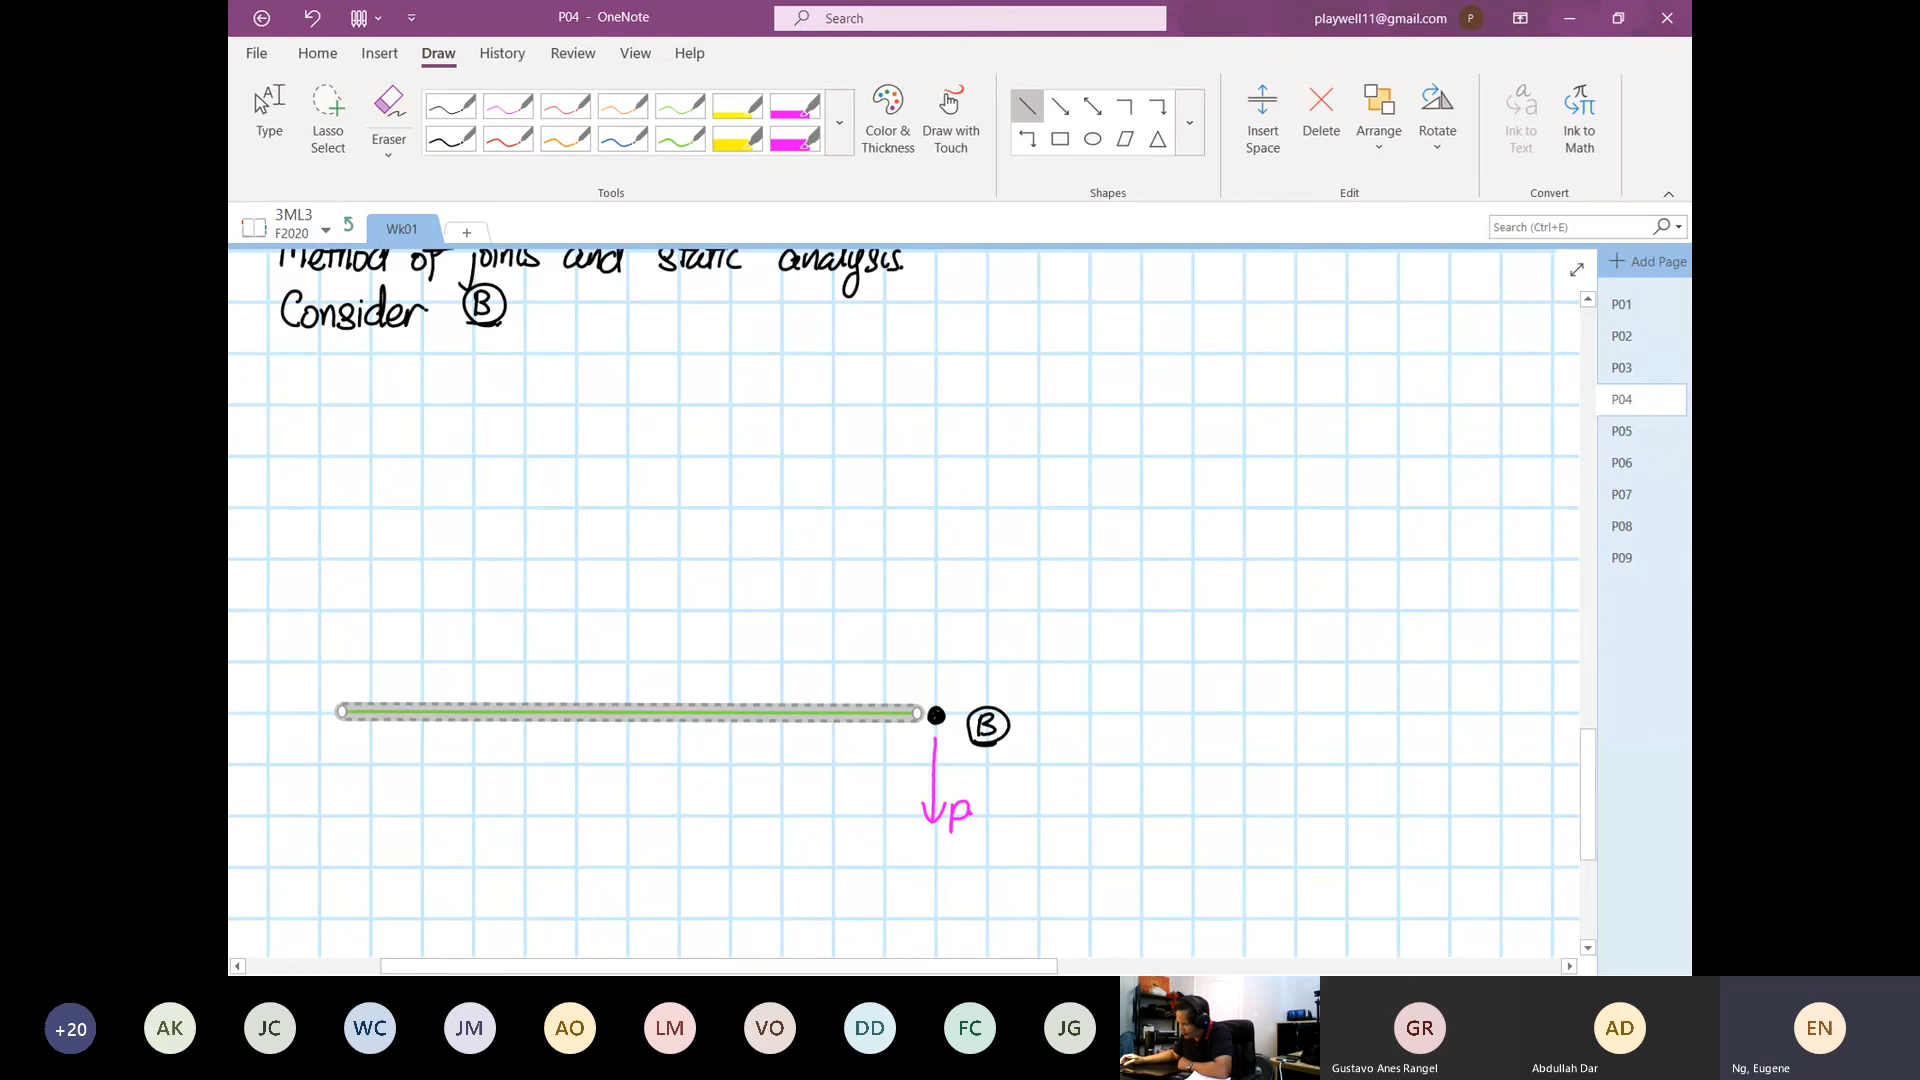 P04 - OneNote
Search
playwell11@gmail.com
P
File Home Insert Draw History Review View Help
Type
Lasso Select
Eraser
Color & Thickness
Draw with Touch
Insert Space
Delete
Arrange
Rotate
Ink to Text
Ink to Math
Tools
Shapes
Edit
Convert
3ML3
F2020
Wk01
Search (Ctrl+E)
Add Page
Method of joints and static analysis.
Consider B
P01
P02
P03
P04
P05
P06
P07
P08
P09
B
P
+20
AK
JC
WC
JM
AO
LM
VO
DD
FC
JG
GR
AD
EN
Gustavo Anes Rangel
Abdullah Dar
Ng, Eugene